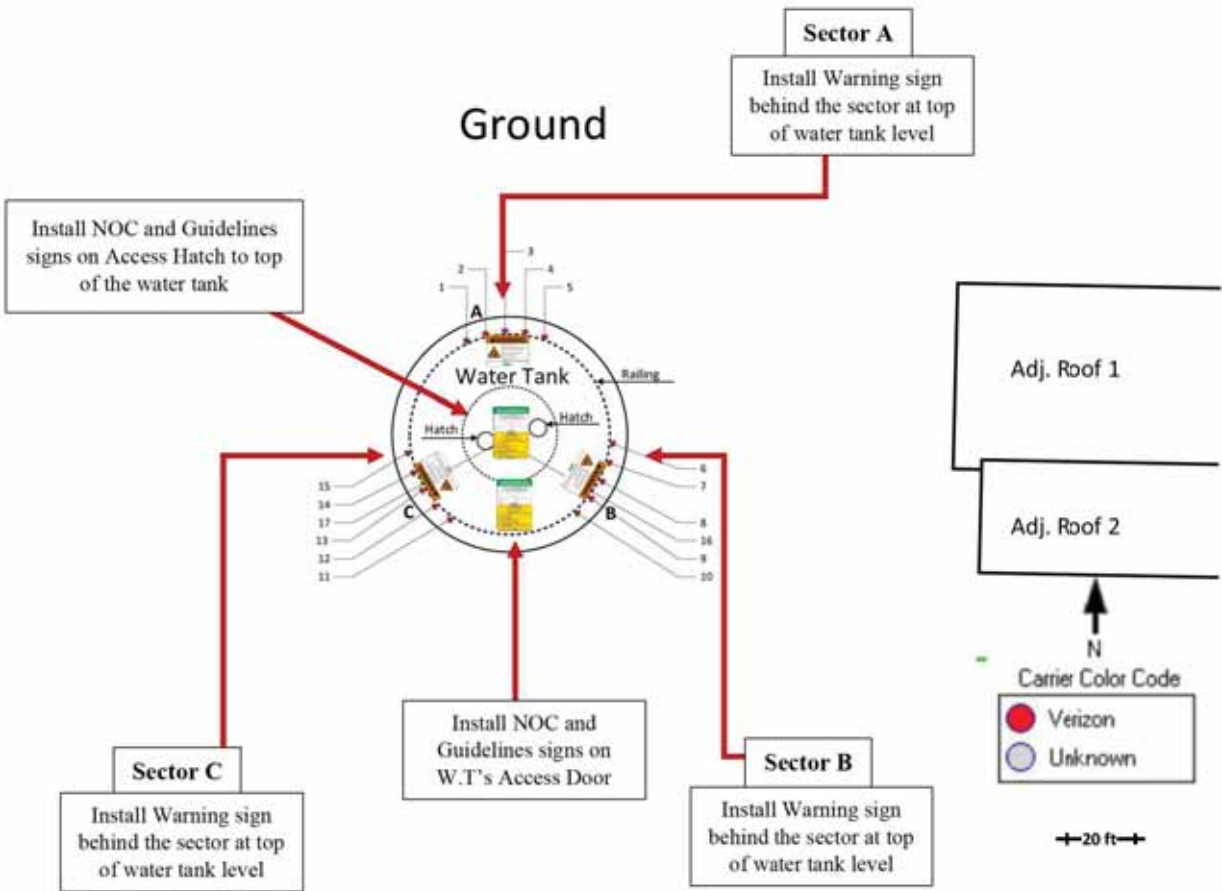 Sector A
Install Warning sign
behind the sector at top
of water tank level
Ground
Install NOC and Guidelines
signs on Access Hatch to top
of the water tank
3
2
4
1
5
A
Water Tank
Railing
Hatch
Hatch
Adj. Roof 1
Adj. Roof 2
6
7
8
16
9
10
B
15
14
17
13
12
11
C
N
Carrier Color Code
Verizon
Unknown
20 ft
Install NOC and
Guidelines signs on
W.T's Access Door
Sector C
Install Warning sign
behind the sector at top
of water tank level
Sector B
Install Warning sign
behind the sector at top
of water tank level